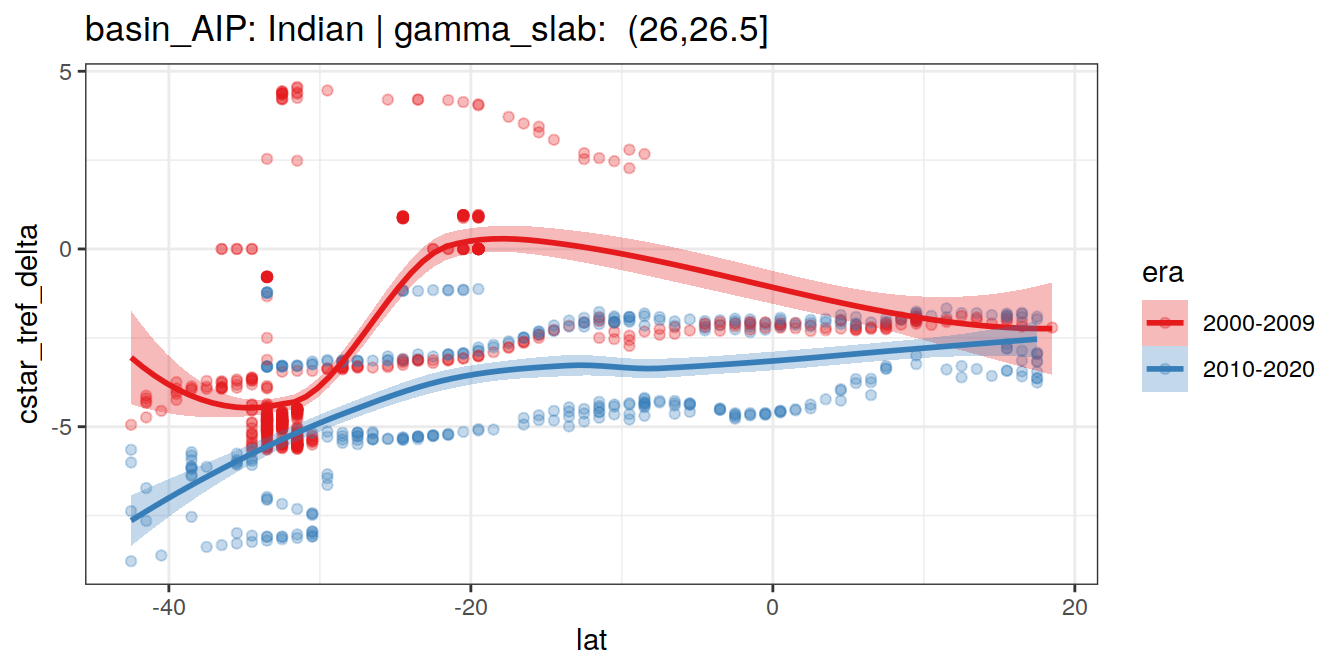 basin_AIP: Indian | gamma_slab:  (26,26.5]
5
0
-5
cstar_tref_delta
-40
-20
0
20
lat
era
2000-2009
2010-2020